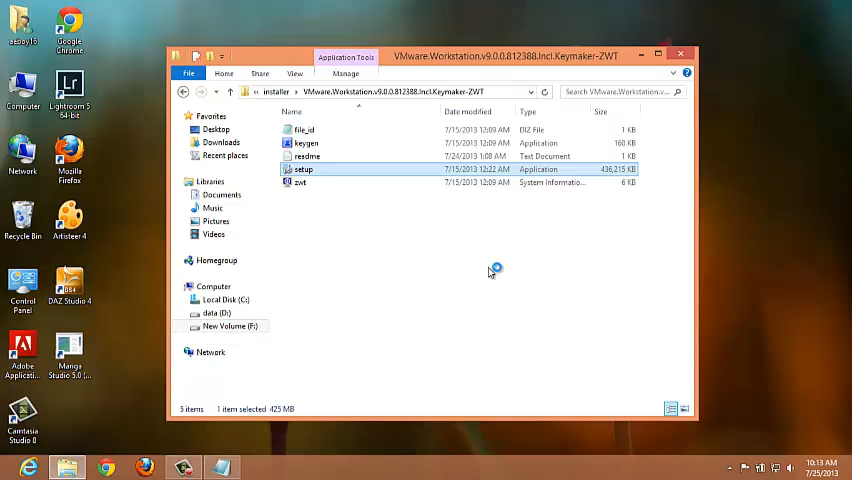 aeboy16
Google
Chrome
Computer
Lightroom 5
64-bit
Network
Mozilla
Firefox
Recycle Bin
Artisteer 4
Control
Panel
DAZ Studio 4
Adobe
Applicati...
Manga
Studio 5.0 (...
Camtasia
Studio 8
Application Tools
VMware.Workstation.v9.0.0.812388.Incl.Keymaker-ZWT
File
Home
Share
View
Manage
installer
VMware.Workstation.v9.0.0.812388.Incl.Keymaker-ZWT
Search VMware.Workstation.v...
Name
Date modified
Type
Size
file_id
7/15/2013 12:09 AM
DIZ File
1 KB
keygen
7/15/2013 12:09 AM
Application
160 KB
readme
7/24/2013 1:08 AM
Text Document
1 KB
setup
7/15/2013 12:22 AM
Application
436,215 KB
zwt
7/15/2013 12:09 AM
System Informatio...
6 KB
Favorites
Desktop
Downloads
Recent places
Libraries
Documents
Music
Pictures
Videos
Homegroup
Computer
Local Disk (C:)
data (D:)
New Volume (F:)
Network
5 items
1 item selected 425 MB
10:13 AM
7/25/2013